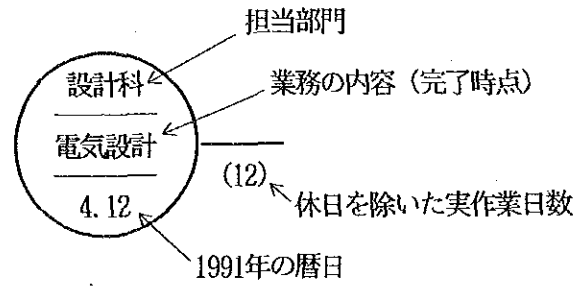 担当部門
設計科
業務の内容（完了時点）
電気設計
(12)
休日を除いた実作業日数
4.12
1991年の暦日